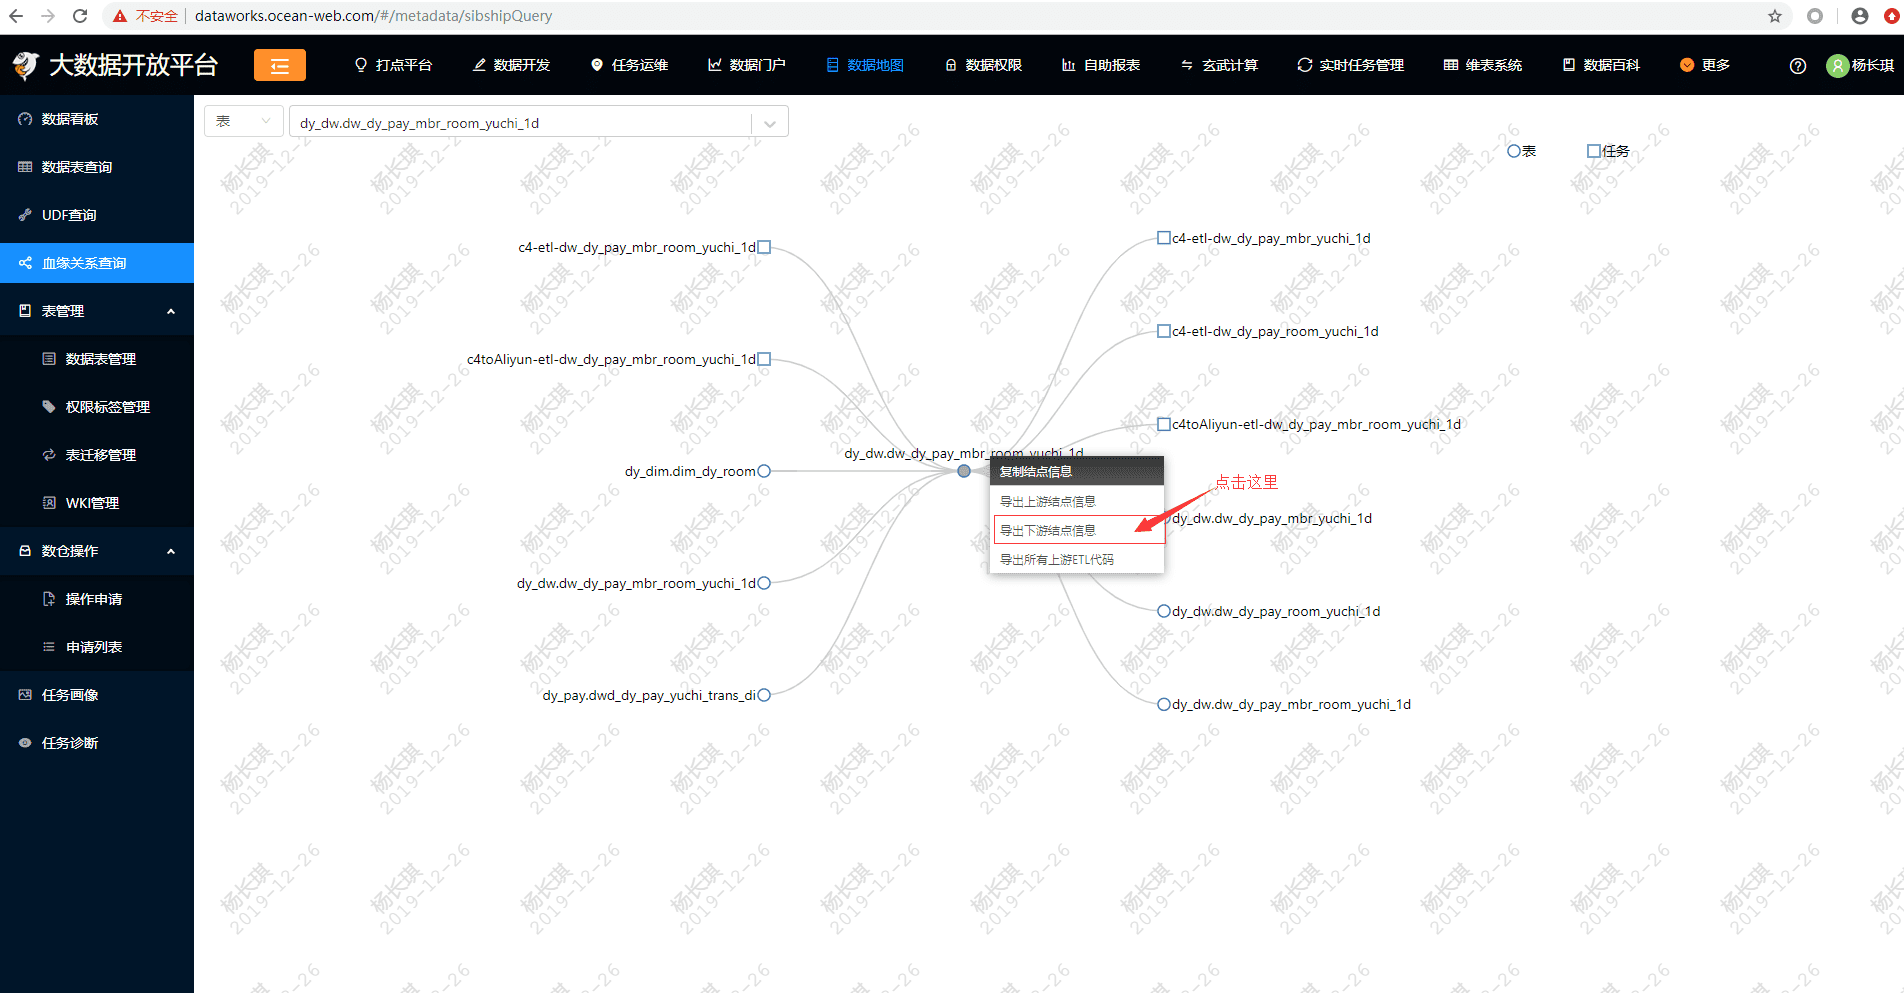 不安全 dataworks.ocean-web.com/#/metadata/sibshipQuery
大数据开放平台 打点平台 数据开发 任务运维 数据门户 数据地图 数据权限 自助报表 玄武计算 实时任务管理 维表系统 数据百科 更多 杨长琪
数据看板
数据表查询
UDF查询
血缘关系查询
表管理
数据表管理
权限标签管理
表迁移管理
WKI管理
数仓操作
操作申请
申请列表
任务画像
任务诊断
表 dy_dw.dw_dy_pay_mbr_room_yuchi_1d
表 任务
c4-etl-dw_dy_pay_mbr_room_yuchi_1d
c4toAliyun-etl-dw_dy_pay_mbr_room_yuchi_1d
dy_dim.dim_dy_room
dy_dw.dw_dy_pay_mbr_room_yuchi_1d
dy_pay.dwd_dy_pay_yuchi_trans_di
dy_dw.dw_dy_pay_mbr_room_yuchi_1d
复制结点信息
导出上游结点信息
导出下游结点信息
导出所有上游ETL代码
点击这里
c4-etl-dw_dy_pay_mbr_yuchi_1d
c4-etl-dw_dy_pay_room_yuchi_1d
c4toAliyun-etl-dw_dy_pay_mbr_room_yuchi_1d
dy_dw.dw_dy_pay_mbr_yuchi_1d
dy_dw.dw_dy_pay_room_yuchi_1d
dy_dw.dw_dy_pay_mbr_room_yuchi_1d
杨长琪
2019-12-26